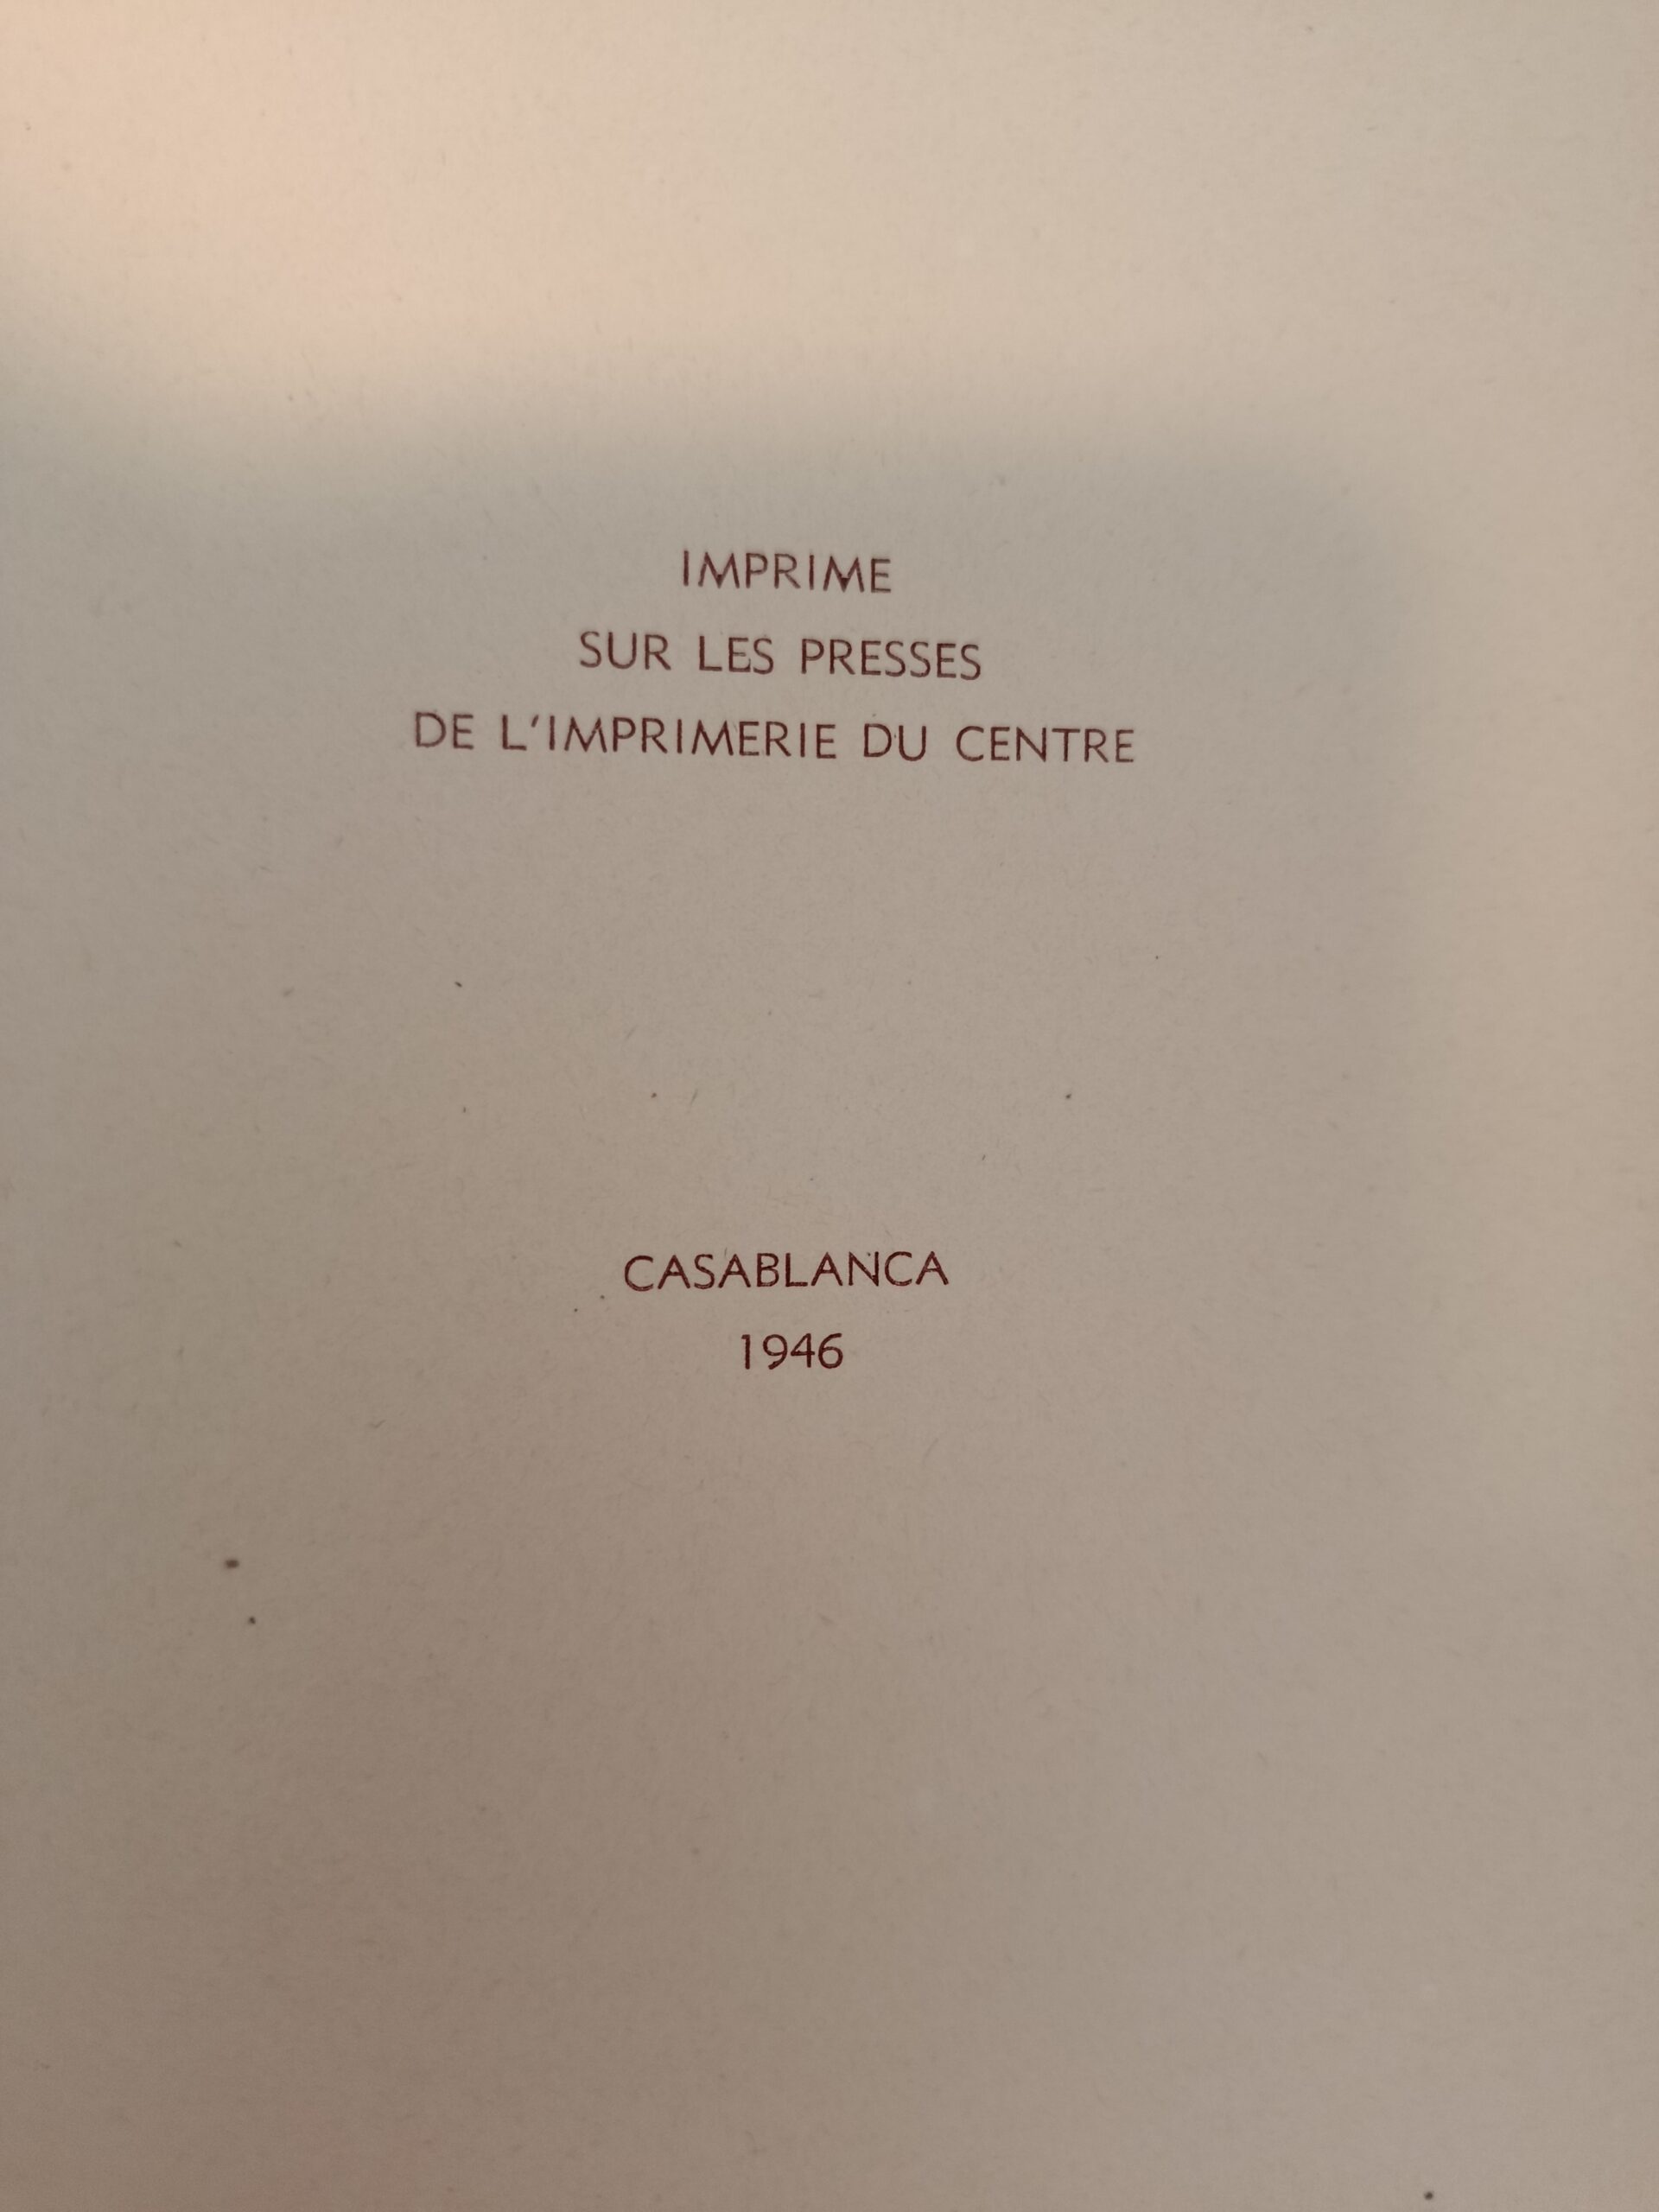 IMPRIME
SUR LES PRESSES
DE L'IMPRIMERIE DU CENTRE
CASABLANCA
1946